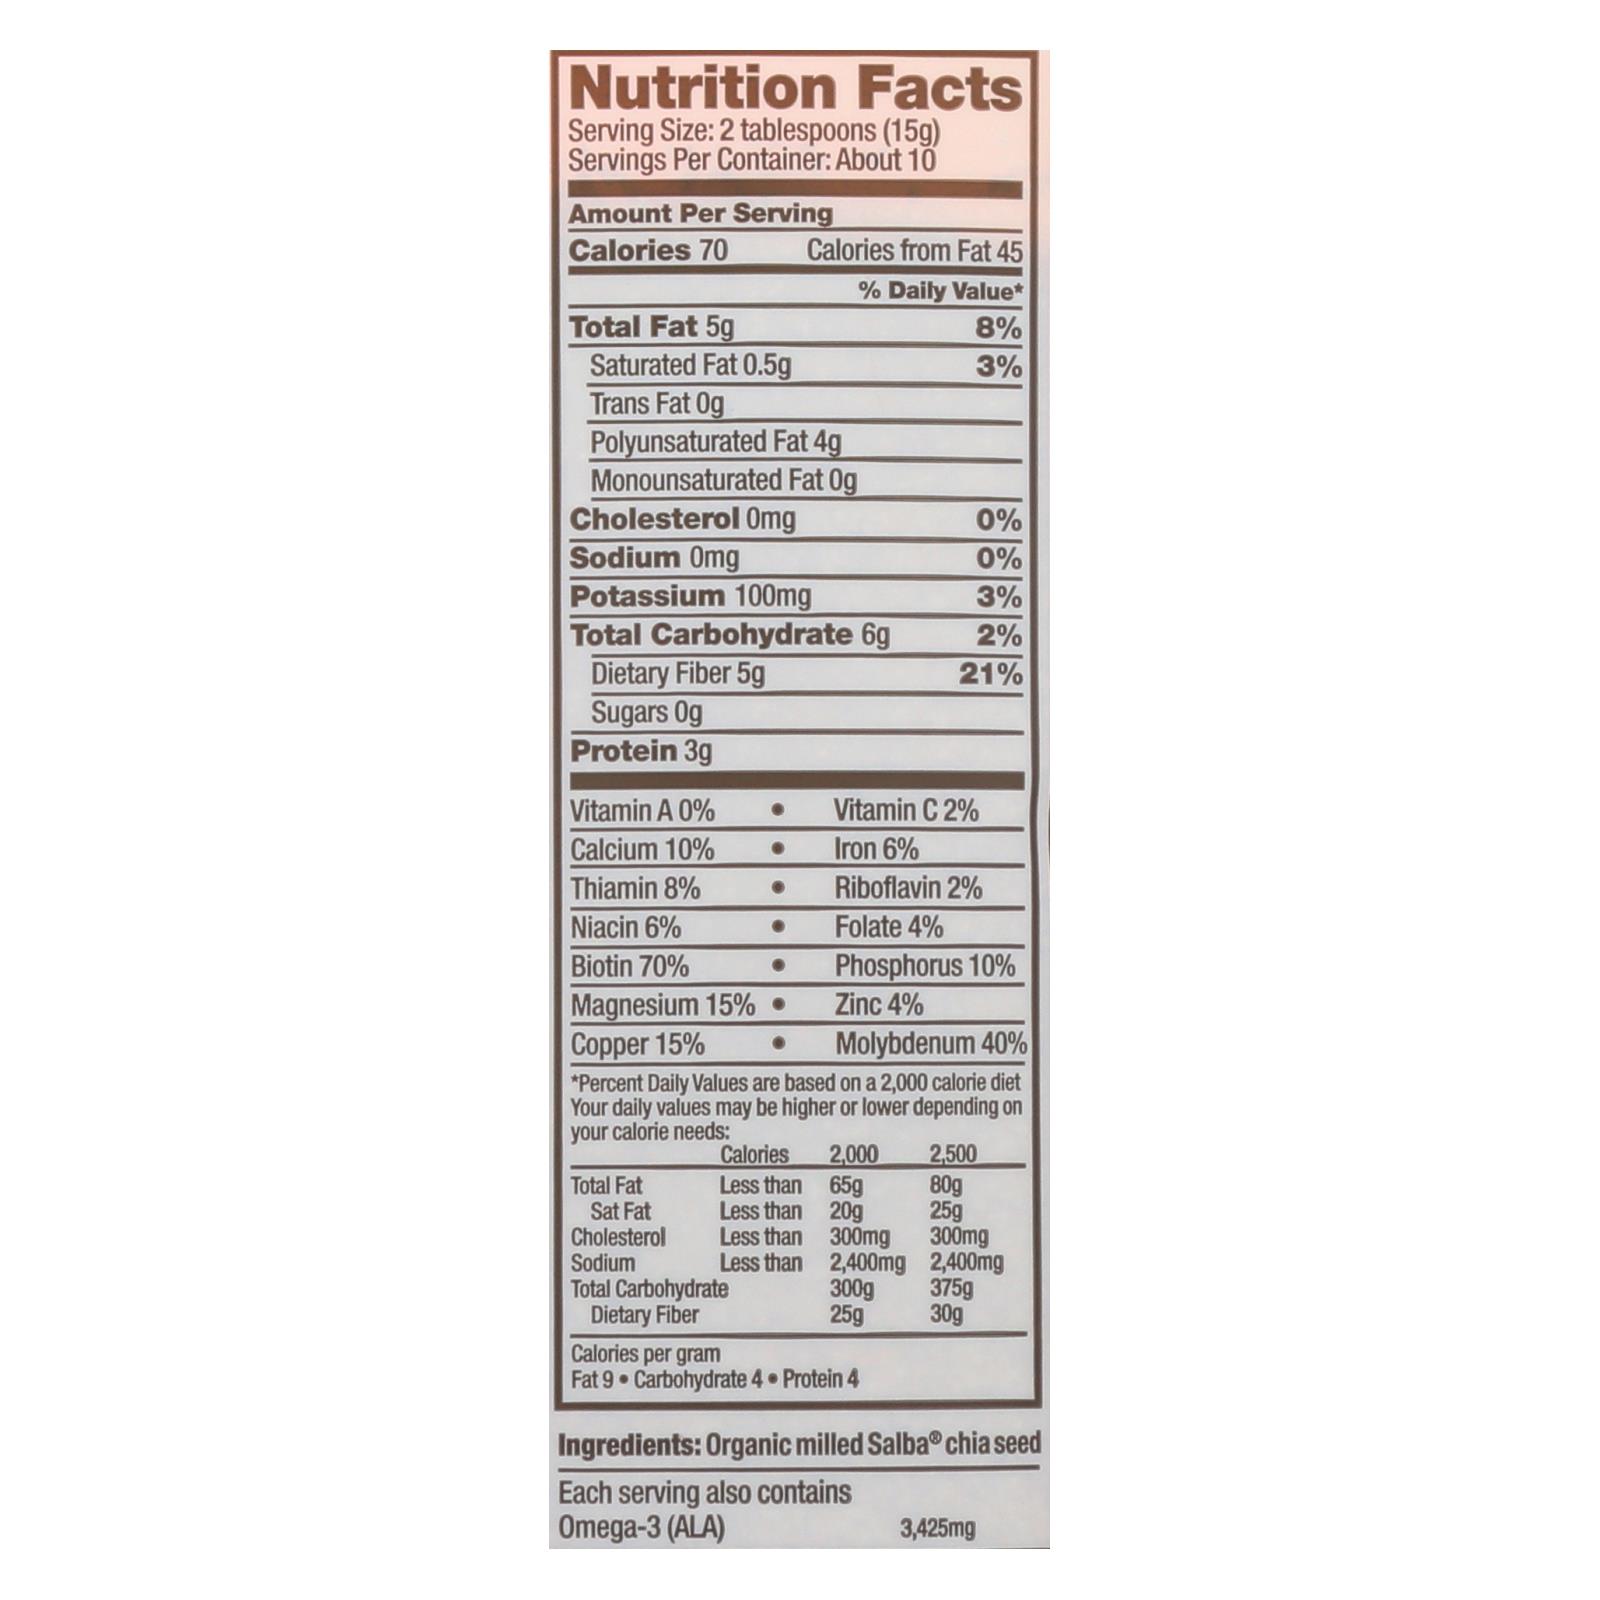 Nutrition Facts
Serving Size: 2 tablespoons (15g)
Servings Per Container: About 10
Amount Per Serving
Calories 70 Calories from Fat 45
% Daily Value*
Total Fat 5g 8%
Saturated Fat 0.5g 3%
Trans Fat 0g
Polyunsaturated Fat 4g
Monounsaturated Fat 0g
Cholesterol 0mg 0%
Sodium 0mg 0%
Potassium 100mg 3%
Total Carbohydrate 6g 2%
Dietary Fiber 5g 21%
Sugars 0g
Protein 3g
Vitamin A 0% • Vitamin C 2%
Calcium 10% • Iron 6%
Thiamin 8% • Riboflavin 2%
Niacin 6% • Folate 4%
Biotin 70% • Phosphorus 10%
Magnesium 15% • Zinc 4%
Copper 15% • Molybdenum 40%
*Percent Daily Values are based on a 2,000 calorie diet
Your daily values may be higher or lower depending on
your calorie needs:
Calories 2,000 2,500
Total Fat Less than 65g 80g
Sat Fat Less than 20g 25g
Cholesterol Less than 300mg 300mg
Sodium Less than 2,400mg 2,400mg
Total Carbohydrate 300g 375g
Dietary Fiber 25g 30g
Calories per gram
Fat 9 • Carbohydrate 4 • Protein 4
Ingredients: Organic milled Salba® chia seed
Each serving also contains
Omega-3 (ALA) 3,425mg